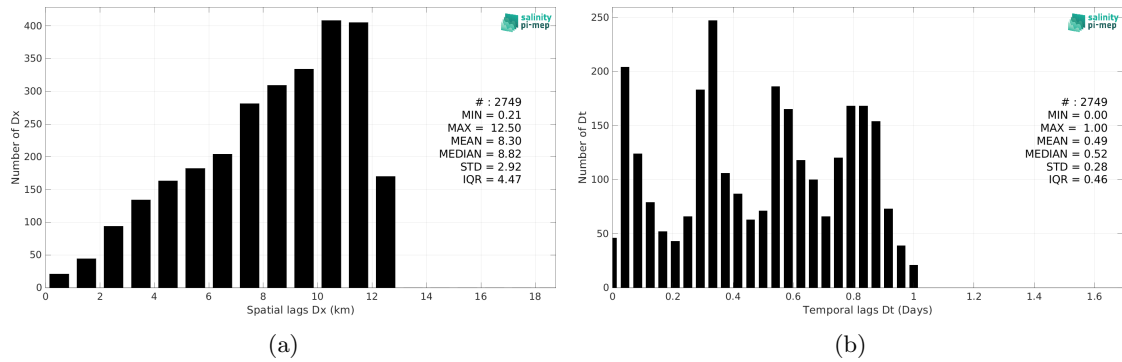 400
350
300
250
200
150
100
50
0
Number of Dx
0 2 4 6 8 10 12 14 16 18
Spatial lags Dx (km)
salinity
pi-mep
# : 2749
MIN = 0.21
MAX = 12.50
MEAN = 8.30
MEDIAN = 8.82
STD = 2.92
IQR = 4.47
(a)
250
200
150
100
50
0
Number of Dt
0 0.2 0.4 0.6 0.8 1 1.2 1.4 1.6
Temporal lags Dt (Days)
salinity
pi-mep
# : 2749
MIN = 0.00
MAX = 1.00
MEAN = 0.49
MEDIAN = 0.52
STD = 0.28
IQR = 0.46
(b)